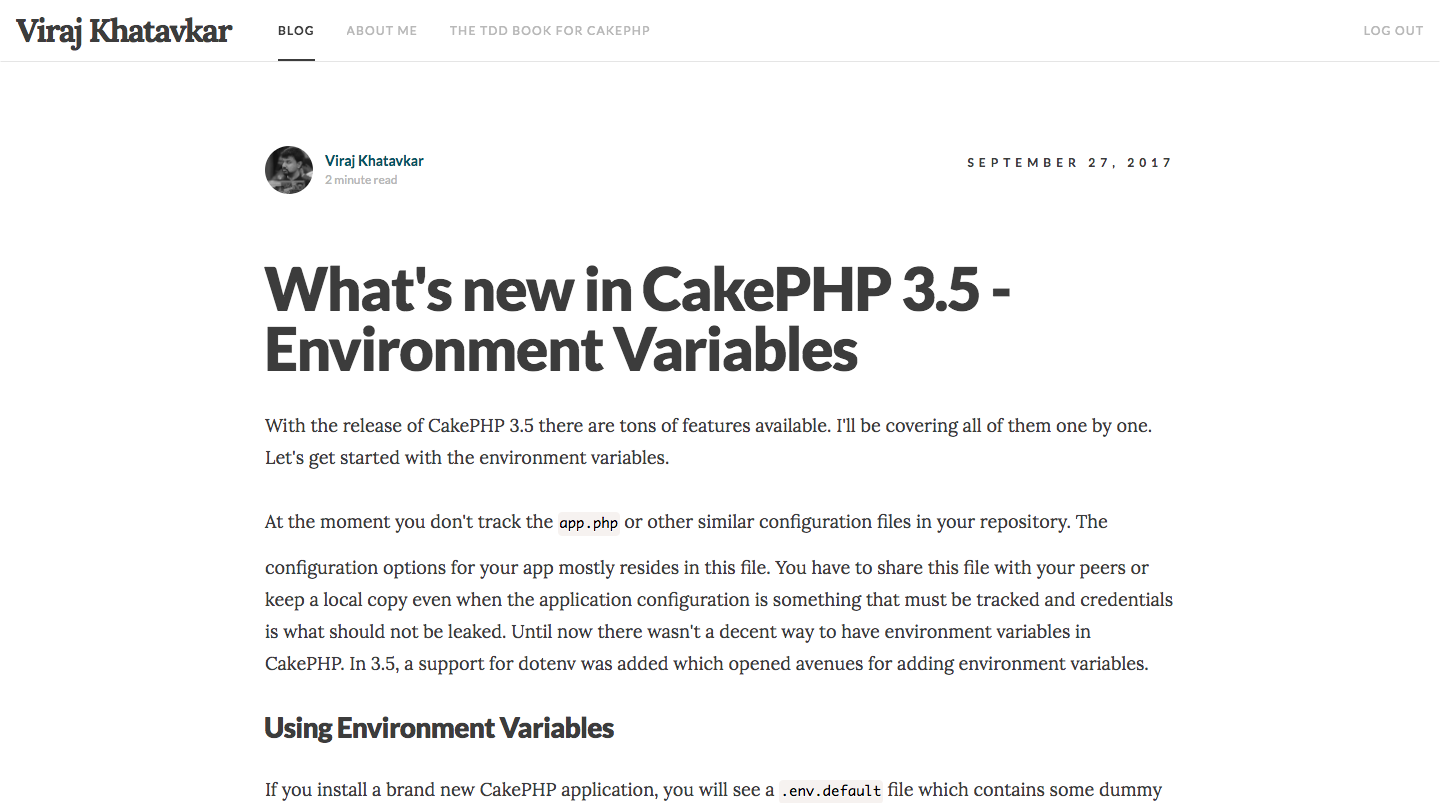 Viraj Khatavkar
BLOG
ABOUT ME
THE TDD BOOK FOR CAKEPHP
LOG OUT
Viraj Khatavkar
2 minute read
SEPTEMBER 27, 2017
What's new in CakePHP 3.5 -
Environment Variables
With the release of CakePHP 3.5 there are tons of features available. I'll be covering all of them one by one.
Let's get started with the environment variables.
At the moment you don't track the app.php or other similar configuration files in your repository. The
configuration options for your app mostly resides in this file. You have to share this file with your peers or
keep a local copy even when the application configuration is something that must be tracked and credentials
is what should not be leaked. Until now there wasn't a decent way to have environment variables in
CakePHP. In 3.5, a support for dotenv was added which opened avenues for adding environment variables.
Using Environment Variables
If you install a brand new CakePHP application, you will see a .env.default file which contains some dummy